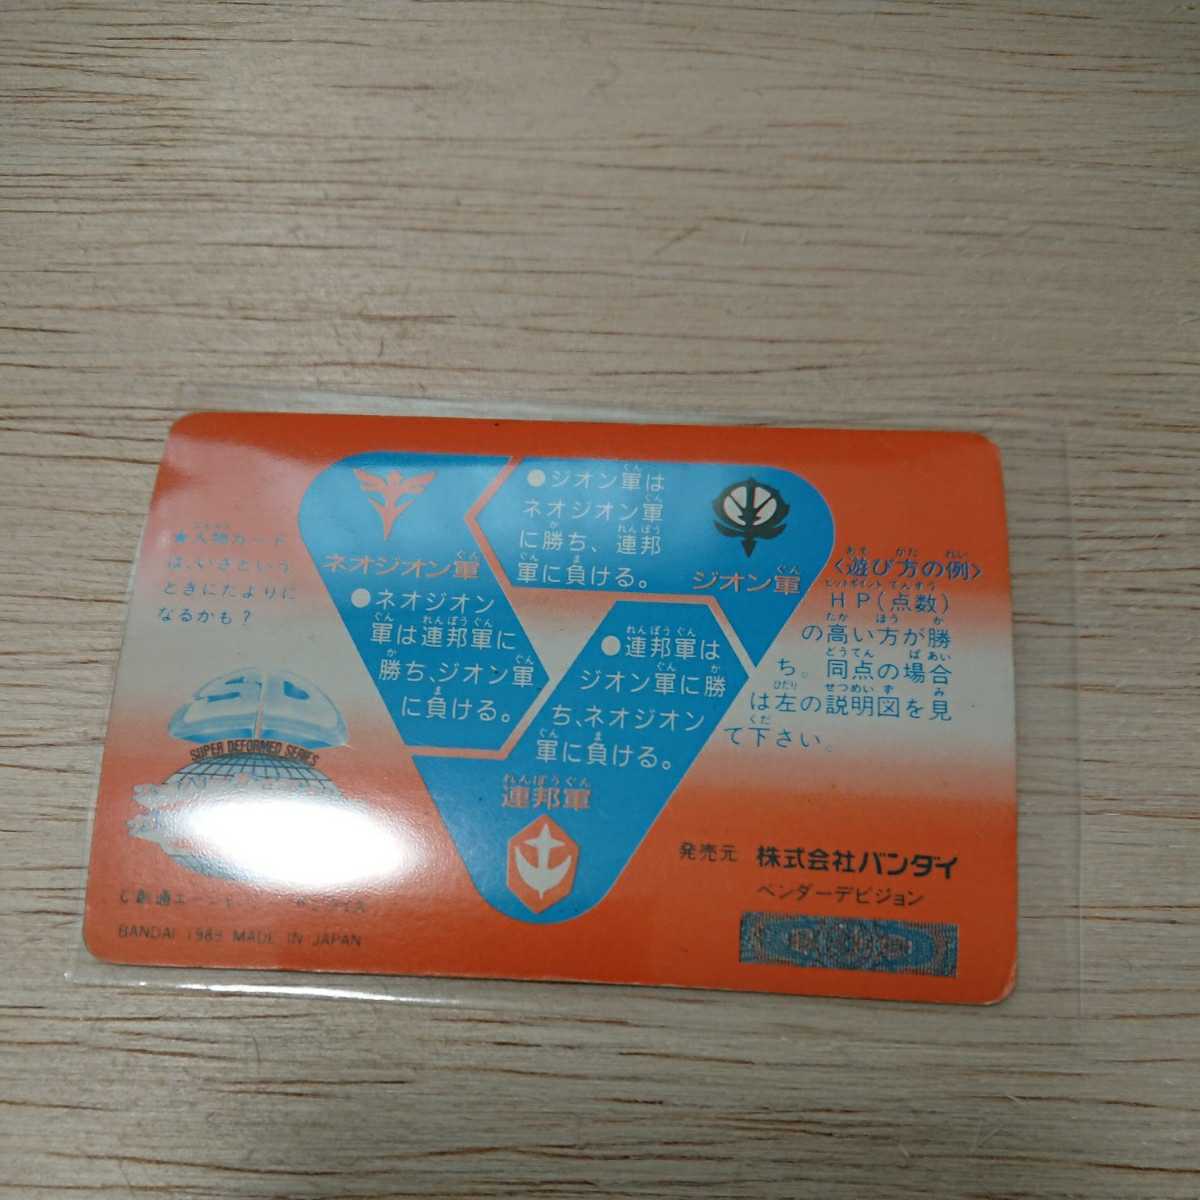 ★人物カード
は、いざという
ときにたよりに
なるかも？
ネオジオン軍
●ネオジオン
軍は連邦軍に
勝ち、ジオン軍
に負ける。
●ジオン軍は
ネオジオン軍
に勝ち、連邦
軍に負ける。
ジオン軍
●連邦軍は
ジオン軍に勝
ち、ネオジオン
軍に負ける。
連邦軍
〈遊び方の例〉
HP(点数)
の高い方が勝
ち。同点の場合
は左の説明図を見
て下さい。
SUPER DEFORMED SERIES
創通エー
BANDAI 1989 MADE IN JAPAN
発売元 株式会社バンダイ
ベンダーデビジョン